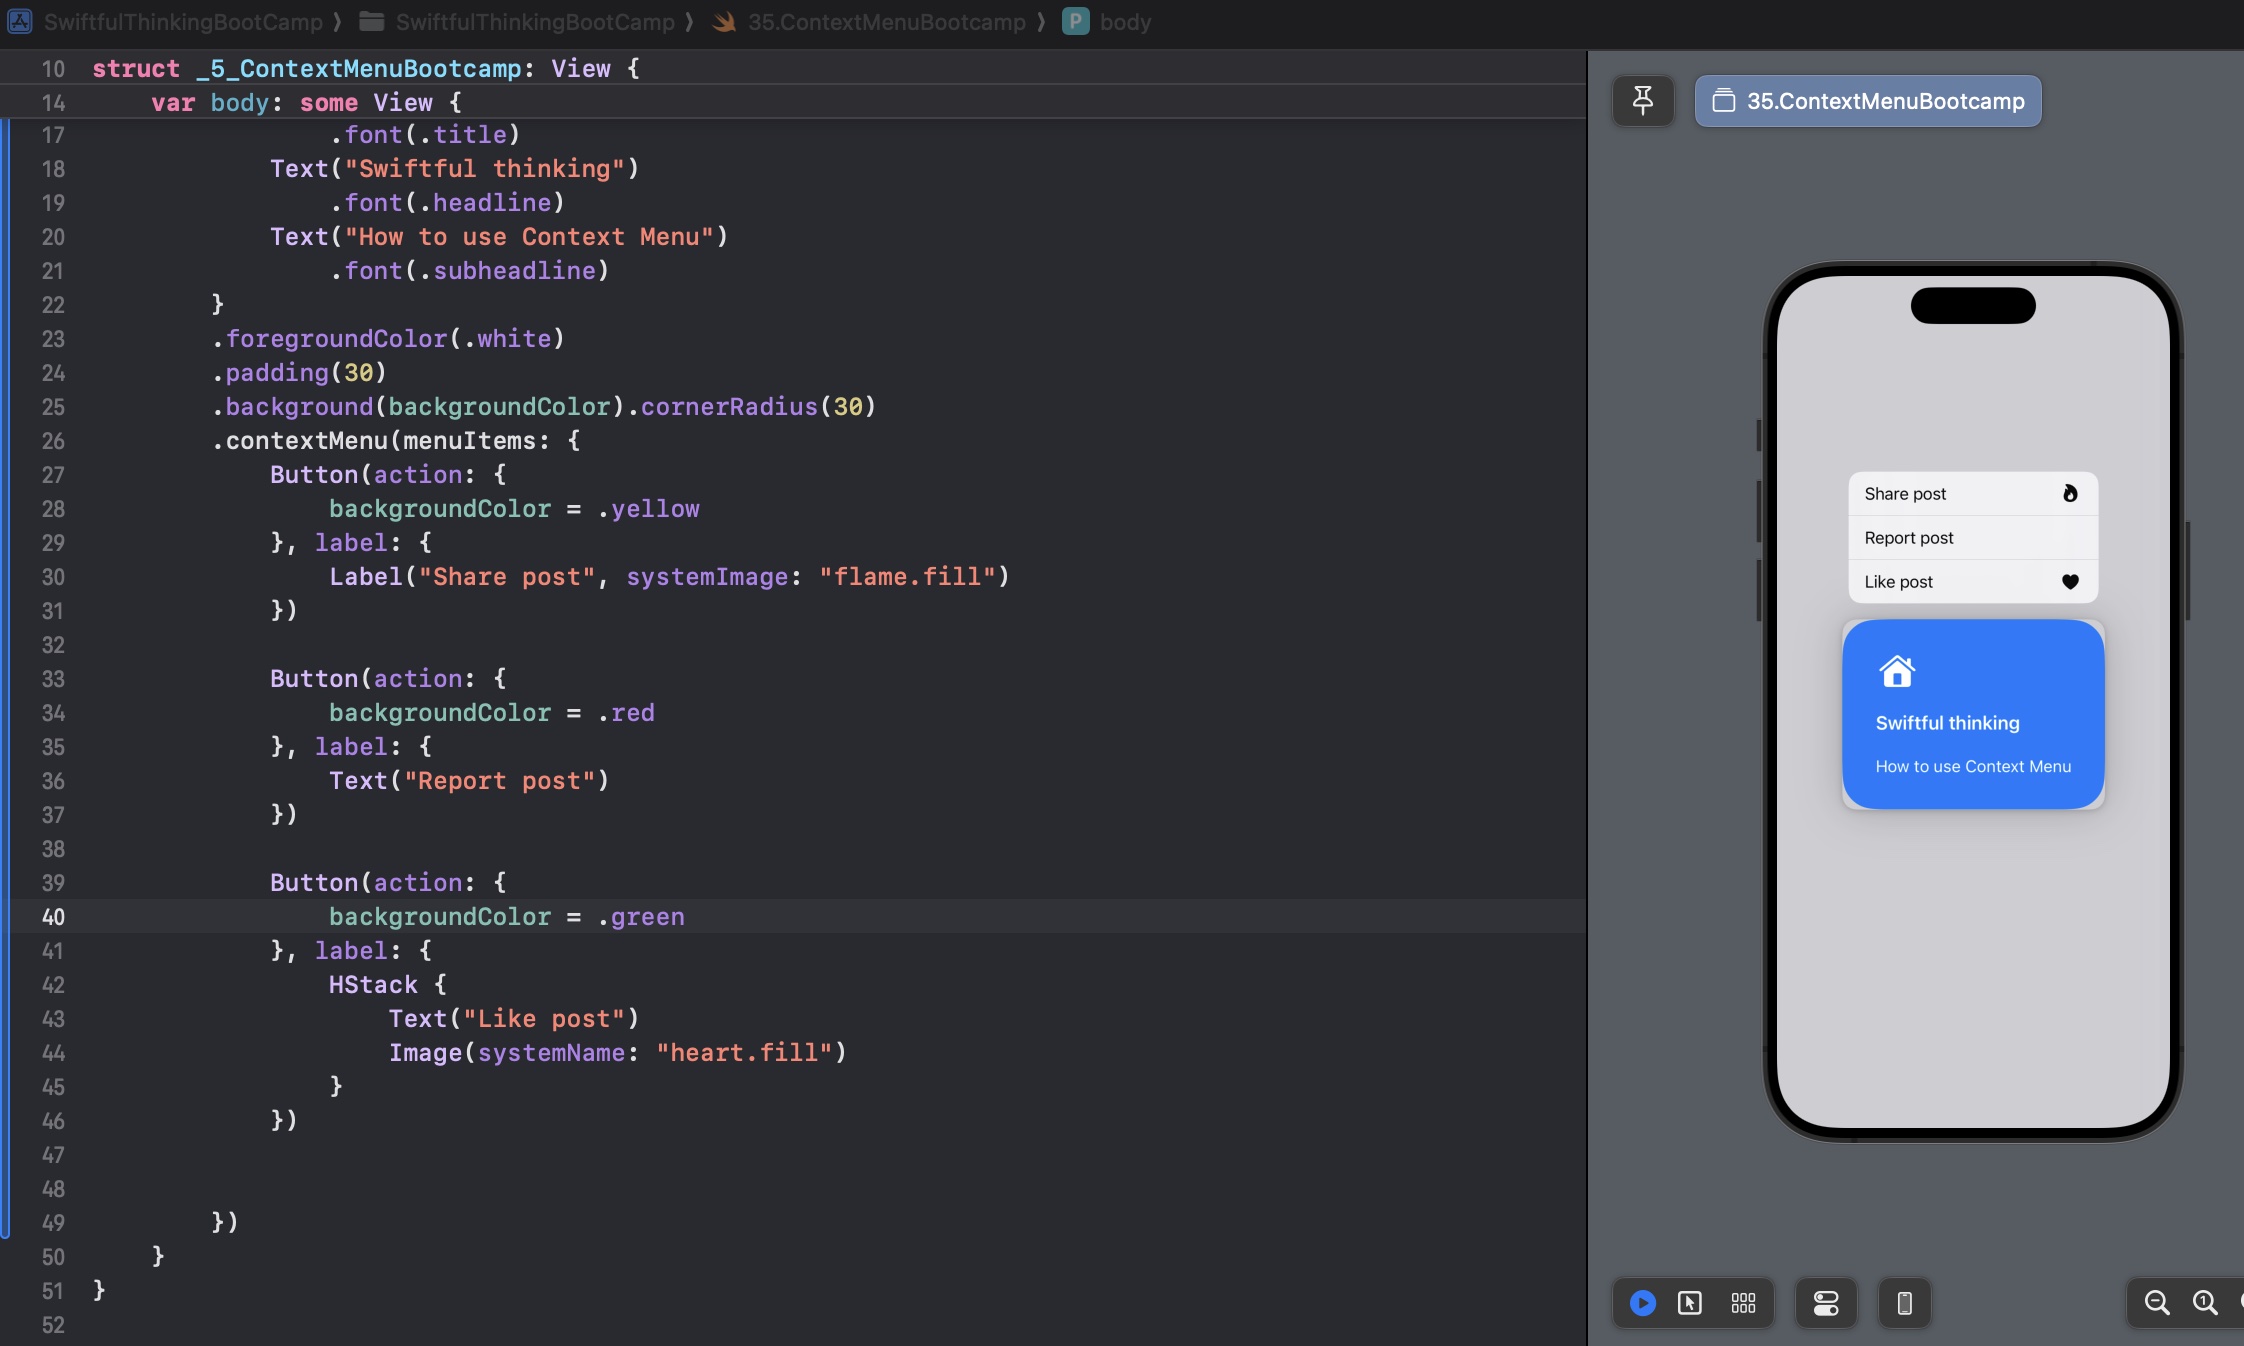 SwiftfulThinkingBootCamp 〉 SwiftfulThinkingBootCamp 〉 35.ContextMenuBootcamp 〉 P body
10 struct _5_ContextMenuBootcamp: View {
14     var body: some View {
17                 .font(.title)
18             Text("Swiftful thinking")
19                 .font(.headline)
20             Text("How to use Context Menu")
21                 .font(.subheadline)
22         }
23         .foregroundColor(.white)
24         .padding(30)
25         .background(backgroundColor).cornerRadius(30)
26         .contextMenu(menuItems: {
27             Button(action: {
28                 backgroundColor = .yellow
29             }, label: {
30                 Label("Share post", systemImage: "flame.fill")
31             })
32
33             Button(action: {
34                 backgroundColor = .red
35             }, label: {
36                 Text("Report post")
37             })
38
39             Button(action: {
40                 backgroundColor = .green
41             }, label: {
42                 HStack {
43                     Text("Like post")
44                     Image(systemName: "heart.fill")
45                 }
46             })
47
48
49         })
50     }
51 }
52
35.ContextMenuBootcamp
Share post
Report post
Like post
Swiftful thinking
How to use Context Menu